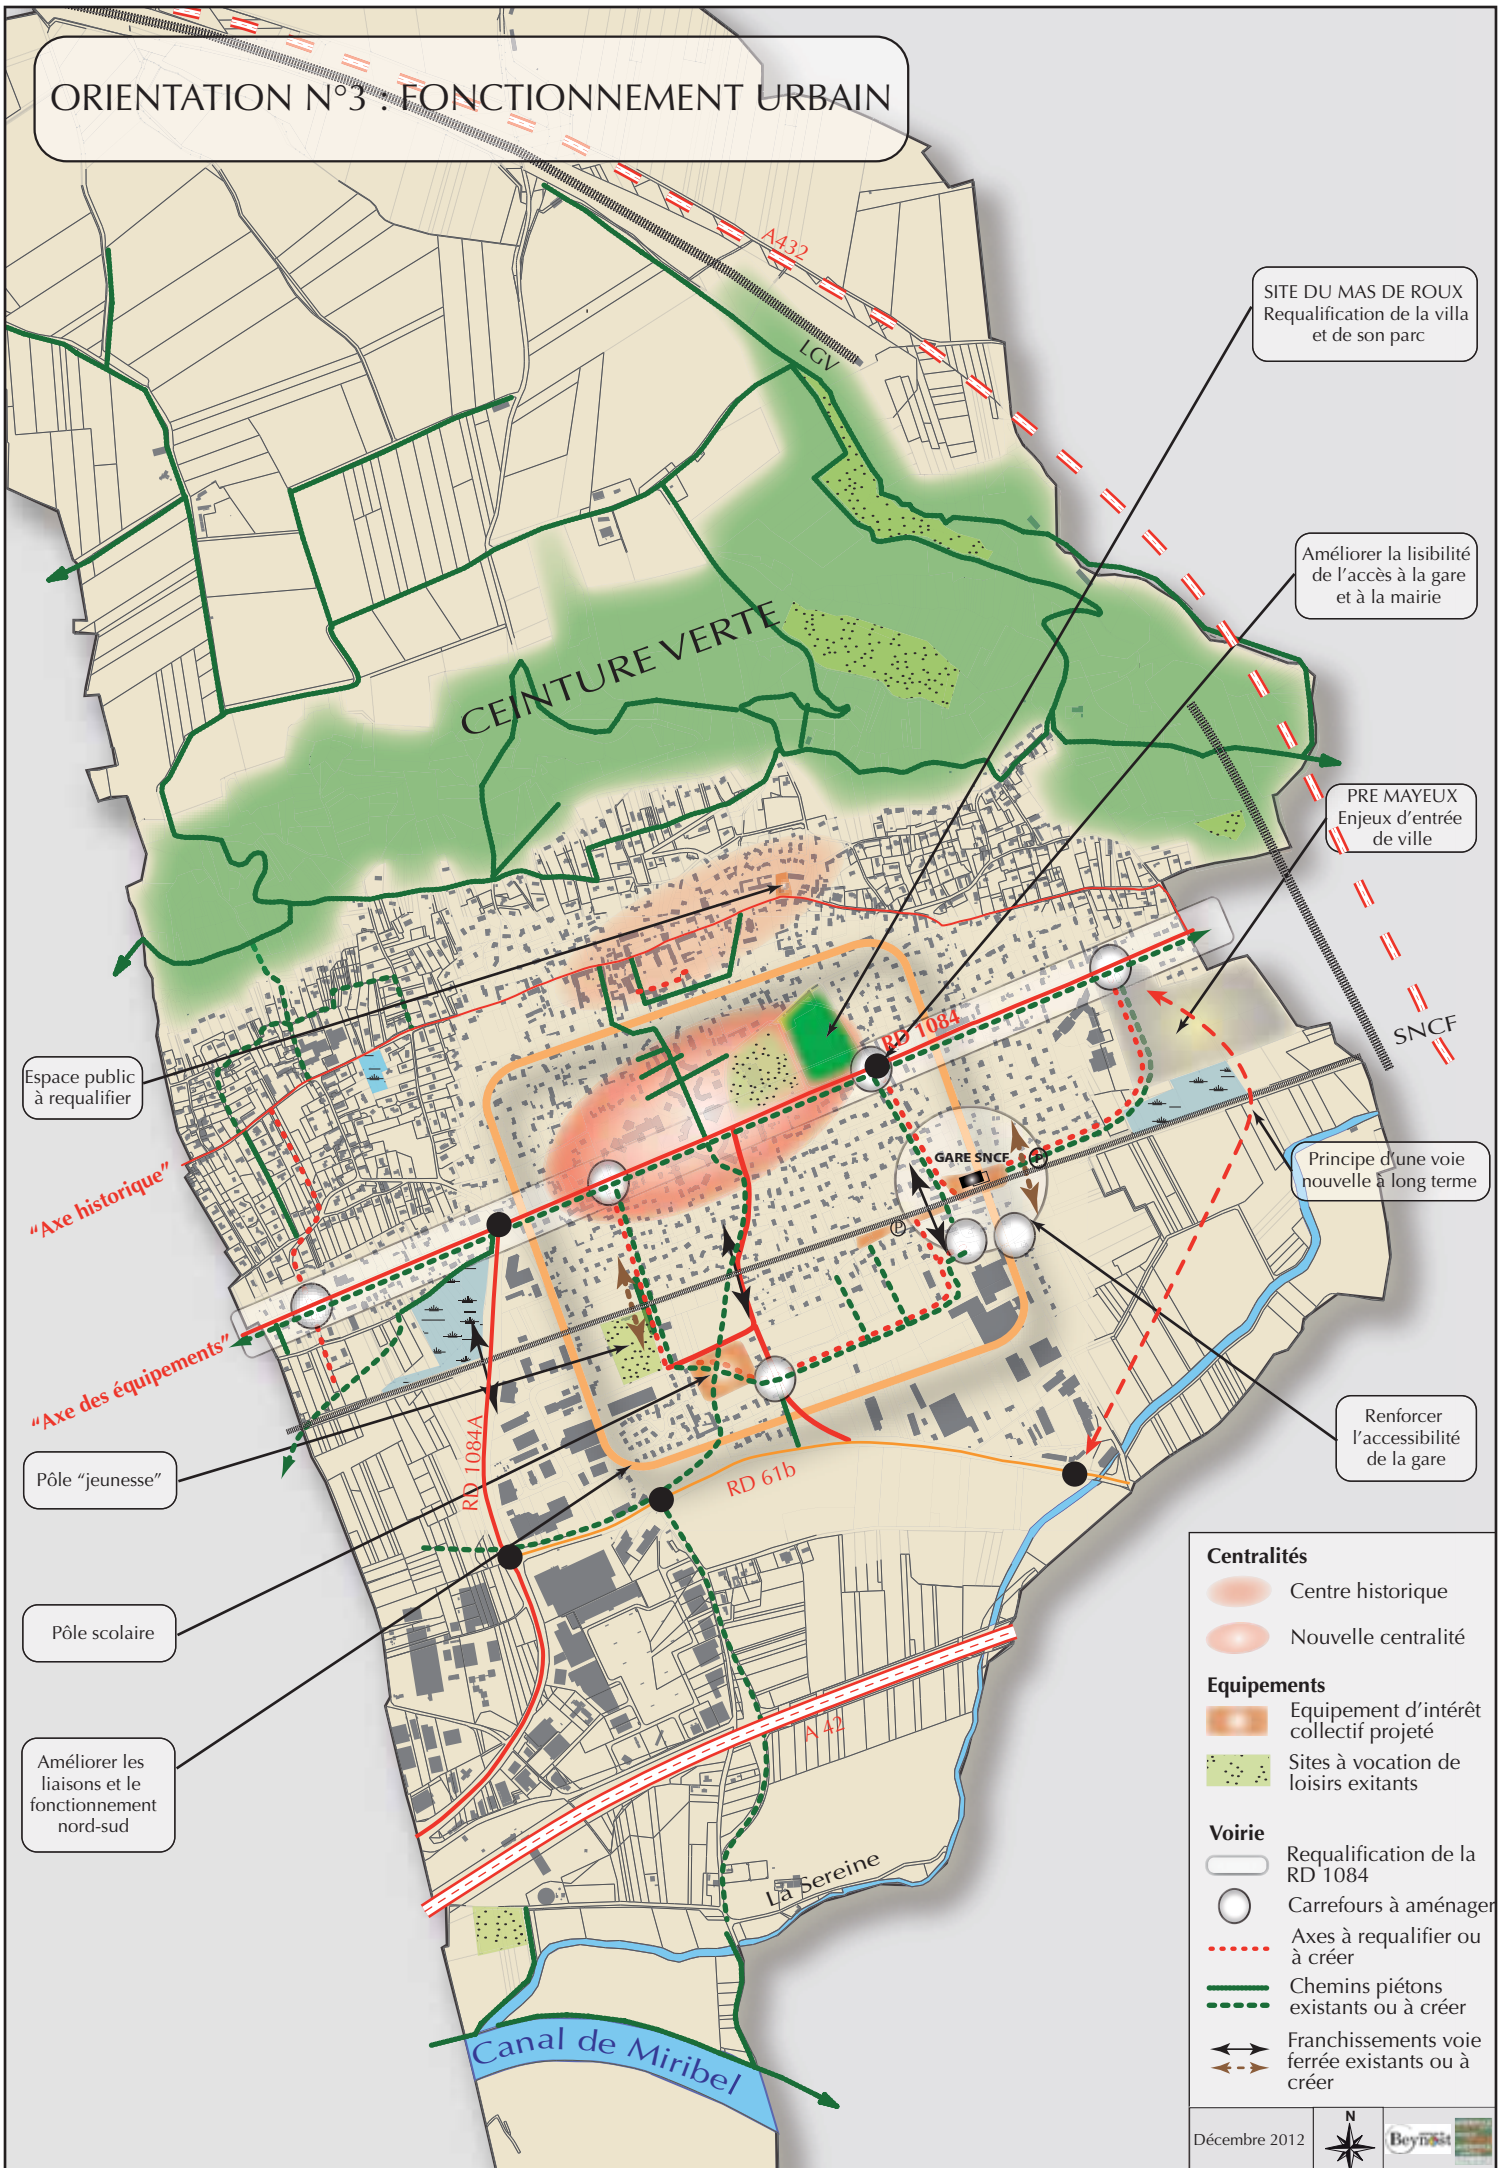 ORIENTATION N°3 : FONCTIONNEMENT URBAIN
A432
LGV
SITE DU MAS DE ROUX
Requalification de la villa
et de son parc
Améliorer la lisibilité
de l'accès à la gare
et à la mairie
CEINTURE VERTE
PRE MAYEUX
Enjeux d'entrée
de ville
SNCF
RD 1084
Espace public
à requalifier
GARE SNCF
P
P
Principe d'une voie
nouvelle à long terme
"Axe historique"
"Axe des équipements"
Renforcer
l'accessibilité
de la gare
RD 1084A
Pôle "jeunesse"
RD 61b
Pôle scolaire
Améliorer les
liaisons et le
fonctionnement
nord-sud
A 42
La Sereine
Canal de Miribel
Centralités
Centre historique
Nouvelle centralité
Equipements
Equipement d'intérêt
collectif projeté
Sites à vocation de
loisirs exitants
Voirie
Requalification de la
RD 1084
Carrefours à aménager
Axes à requalifier ou
à créer
Chemins piétons
existants ou à créer
Franchissements voie
ferrée existants ou à
créer
Décembre 2012
N
Beynost